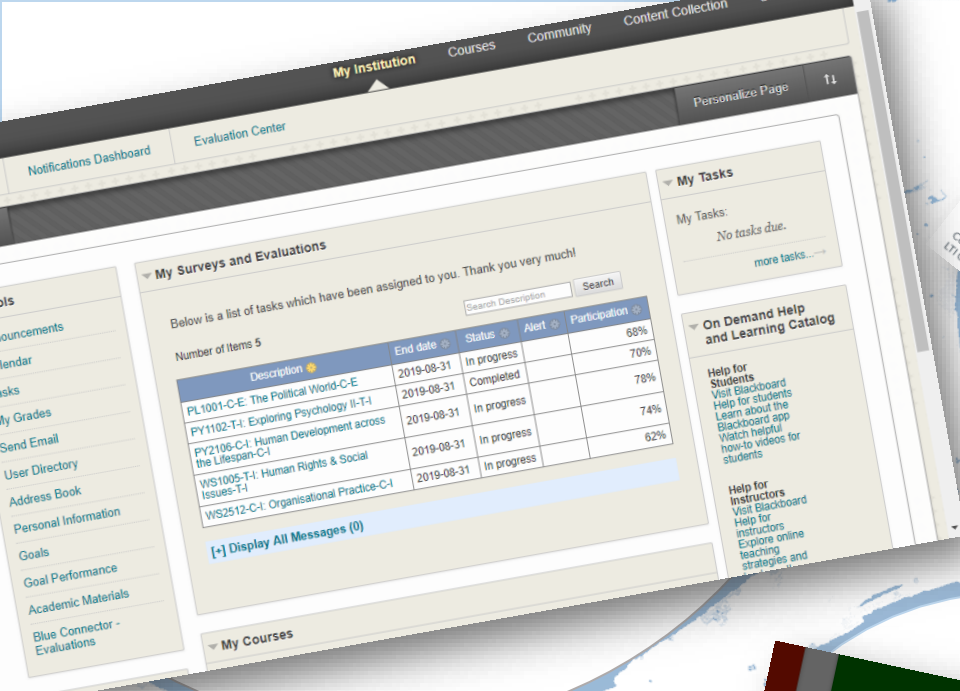 My Institution
Courses
Community
Content Collection
Notifications Dashboard
Evaluation Center
Personalize Page
ols
ouncements
lendar
asks
My Grades
Send Email
User Directory
Address Book
Personal Information
Goals
Goal Performance
Academic Materials
Blue Connector -
Evaluations
My Surveys and Evaluations
Below is a list of tasks which have been assigned to you. Thank you very much!
Search Description
Search
Number of Items 5
Description End date Status Alert Participation
PL1001-C-E: The Political World-C-E 2019-08-31 In progress 68%
PY1102-T-I: Exploring Psychology II-T-I 2019-08-31 Completed 70%
PY2106-C-I: Human Development across
the Lifespan-C-I 2019-08-31 In progress 78%
WS1005-T-I: Human Rights & Social
Issues-T-I 2019-08-31 In progress 74%
WS2512-C-I: Organisational Practice-C-I 2019-08-31 In progress 62%
[+] Display All Messages (0)
My Courses
My Tasks
My Tasks:
No tasks due.
more tasks...
On Demand Help
and Learning Catalog
Help for
Students
Visit Blackboard
Help for students
Learn about the
Blackboard app
Watch helpful
how-to videos for
students
Help for
Instructors
Visit Blackboard
Help for
instructors
Explore online
teaching
strategies and